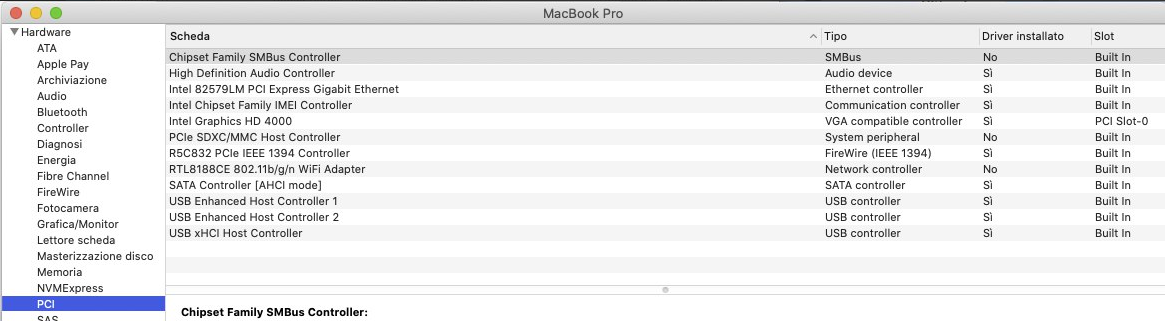 MacBook Pro
Hardware
ATA
Apple Pay
Archiviazione
Audio
Bluetooth
Controller
Diagnosi
Energia
Fibre Channel
FireWire
Fotocamera
Grafica/Monitor
Lettore scheda
Masterizzazione disco
Memoria
NVMExpress
PCI
SAS
Scheda Tipo Driver installato Slot
Chipset Family SMBus Controller SMBus No Built In
High Definition Audio Controller Audio device Sì Built In
Intel 82579LM PCI Express Gigabit Ethernet Ethernet controller Sì Built In
Intel Chipset Family IMEI Controller Communication controller Sì Built In
Intel Graphics HD 4000 VGA compatible controller Sì PCI Slot-0
PCIe SDXC/MMC Host Controller System peripheral No Built In
R5C832 PCIe IEEE 1394 Controller FireWire (IEEE 1394) Sì Built In
RTL8188CE 802.11b/g/n WiFi Adapter Network controller No Built In
SATA Controller [AHCI mode] SATA controller Sì Built In
USB Enhanced Host Controller 1 USB controller Sì Built In
USB Enhanced Host Controller 2 USB controller Sì Built In
USB xHCI Host Controller USB controller Sì Built In
Chipset Family SMBus Controller: